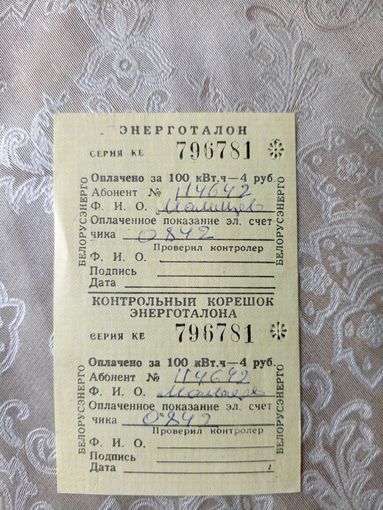 ЭНЕРГОТАЛОН
СЕРИЯ КЕ 796781
Оплачено за 100 кВт.ч—4 руб.
Абонент № 114642
Ф. И. О.
Оплаченное показание эл. счет
чика 0842
Проверил контролер
Ф. И. О.
Подпись
Дата
БЕЛОРУСЭНЕРГО
БЕЛОРУСЭНЕРГО
КОНТРОЛЬНЫЙ КОРЕШОК
ЭНЕРГОТАЛОНА
СЕРИЯ КЕ 796781
Оплачено за 100 кВт.ч—4 руб.
Абонент № 114642
Ф. И. О.
Оплаченное показание эл. счет
чика 0842
Проверил контролер
Ф. И. О.
Подпись
Дата
БЕЛОРУСЭНЕРГО
БЕЛОРУСЭНЕРГО